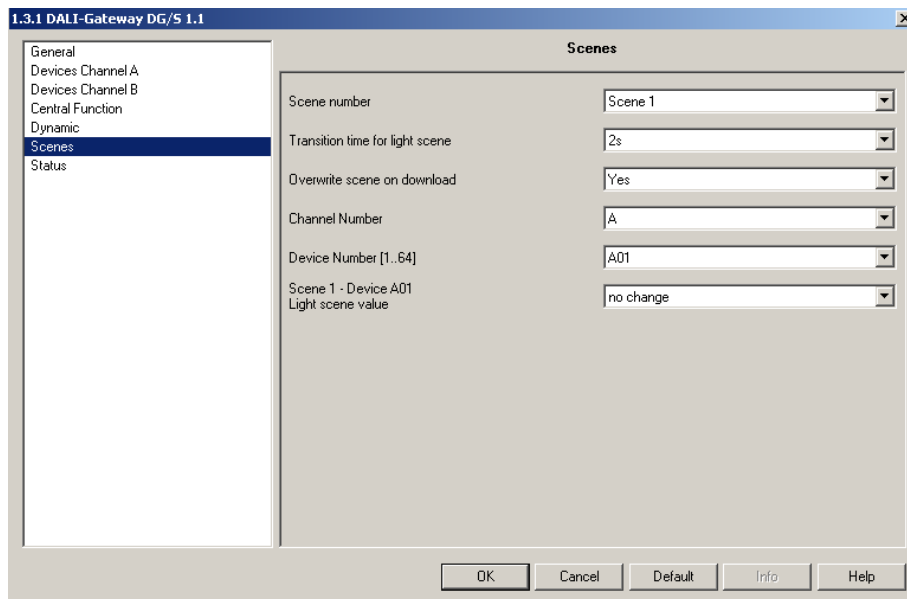 1.3.1 DALI-Gateway DG/S 1.1
General
Devices Channel A
Devices Channel B
Central Function
Dynamic
Scenes
Status
Scenes
Scene number
Scene 1
Transition time for light scene
2s
Overwrite scene on download
Yes
Channel Number
A
Device Number [1..64]
A01
Scene 1 - Device A01
Light scene value
no change
OK
Cancel
Default
Info
Help